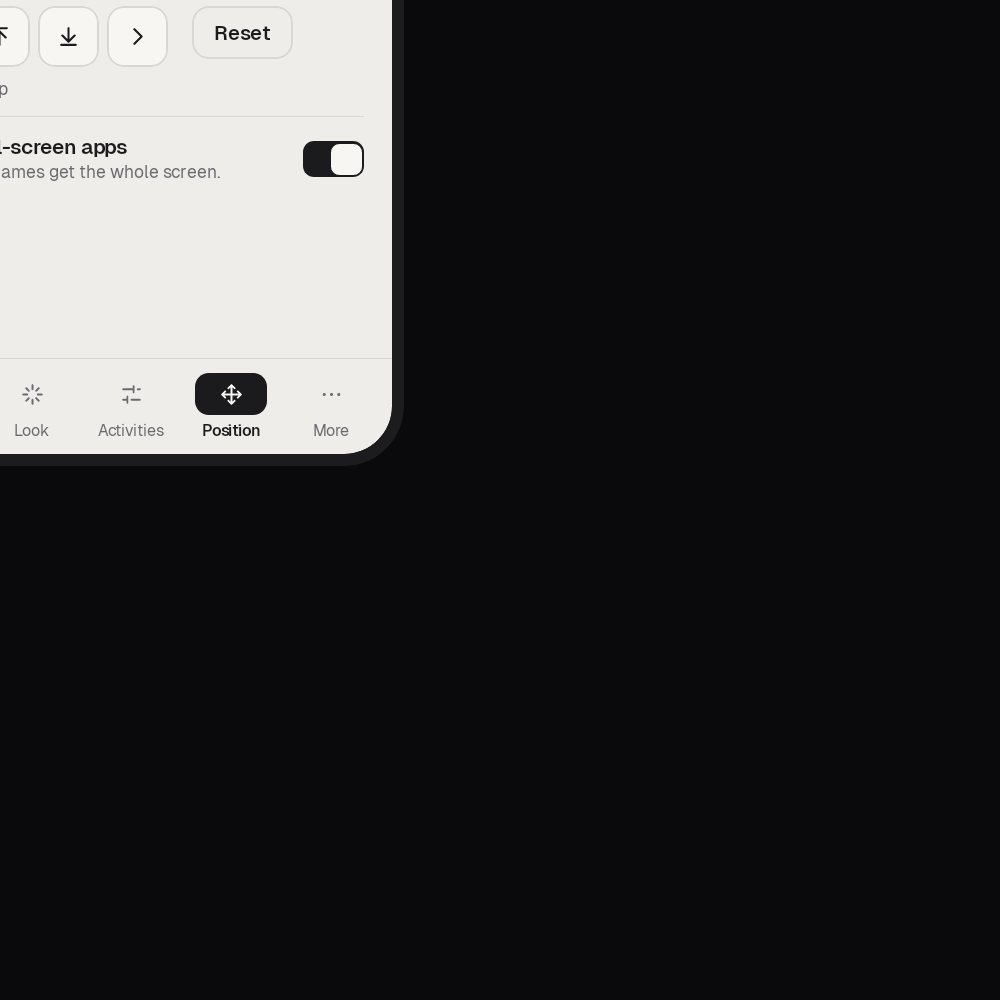 Reset
p
l-screen apps
ames get the whole screen.
Look
Activities
Position
More